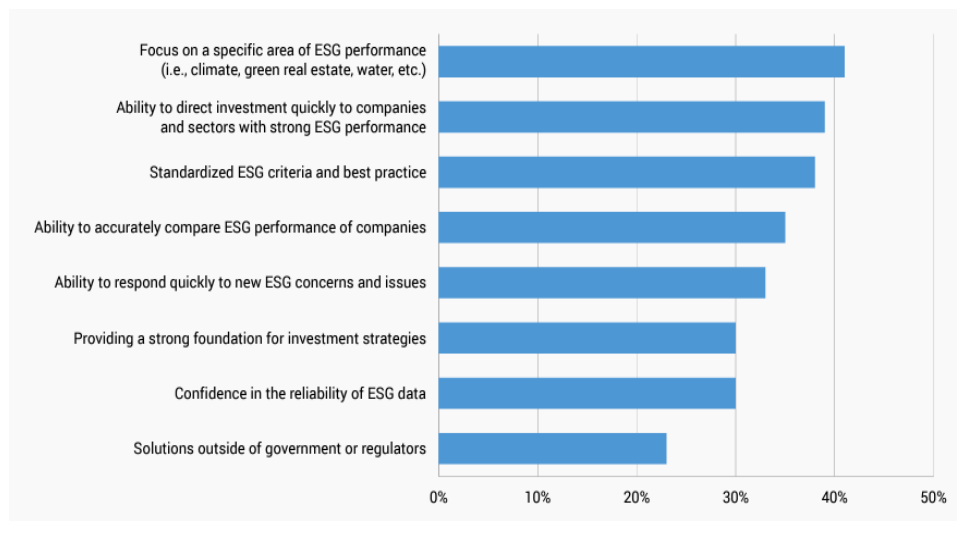 Focus on a specific area of ESG performance
(i.e., climate, green real estate, water, etc.)
Ability to direct investment quickly to companies
and sectors with strong ESG performance
Standardized ESG criteria and best practice
Ability to accurately compare ESG performance of companies
Ability to respond quickly to new ESG concerns and issues
Providing a strong foundation for investment strategies
Confidence in the reliability of ESG data
Solutions outside of government or regulators
0% 10% 20% 30% 40% 50%